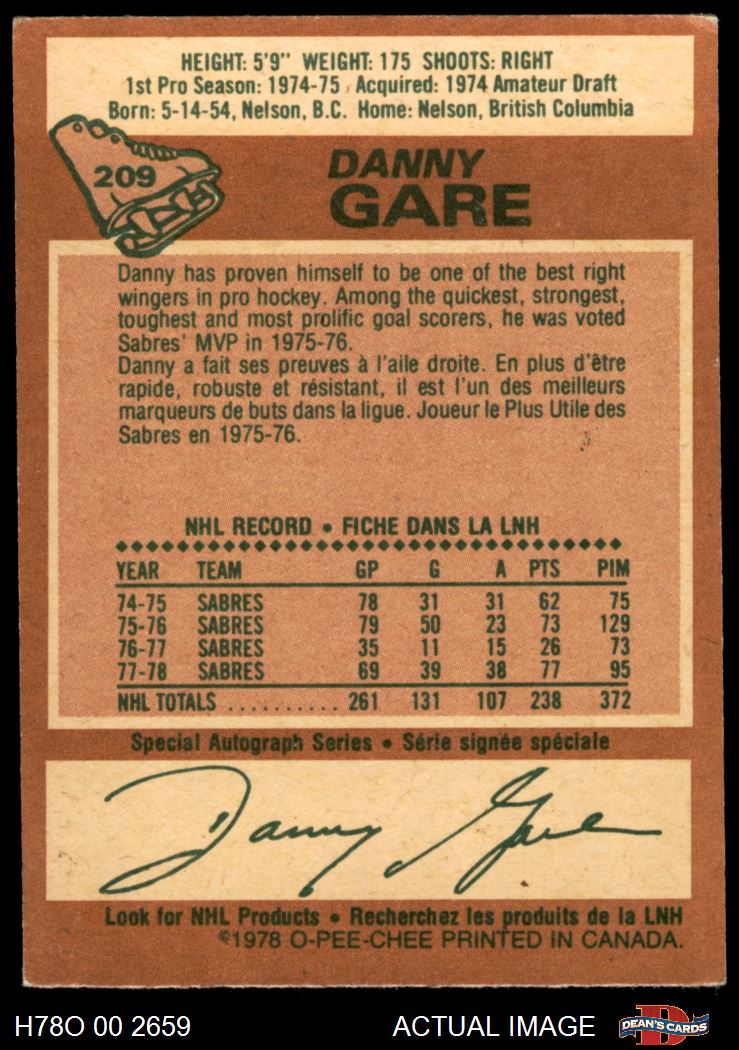 HEIGHT: 5'9" WEIGHT: 175 SHOOTS: RIGHT
1st Pro Season: 1974-75 Acquired: 1974 Amateur Draft
Born: 5-14-54, Nelson, B.C. Home: Nelson, British Columbia
209
DANNY
GARE
Danny has proven himself to be one of the best right
wingers in pro hockey. Among the quickest, strongest,
toughest and most prolific goal scorers, he was voted
Sabres' MVP in 1975-76.
Danny a fait ses preuves à l'aile droite. En plus d'être
rapide, robuste et résistant, il est l'un des meilleurs
marqueurs de buts dans la ligue. Joueur le Plus Utile des
Sabres en 1975-76.
NHL RECORD • FICHE DANS LA LNH
YEAR TEAM GP G A PTS PIM
74-75 SABRES 78 31 31 62 75
75-76 SABRES 79 50 23 73 129
76-77 SABRES 35 11 15 26 73
77-78 SABRES 69 39 38 77 95
NHL TOTALS .......... 261 131 107 238 372
Special Autograph Series • Série signée spéciale
Danny Gare
Look for NHL Products • Recherchez les produits de la LNH
©1978 O-PEE-CHEE PRINTED IN CANADA.
H78O 00 2659 ACTUAL IMAGE D DEAN'S CARDS